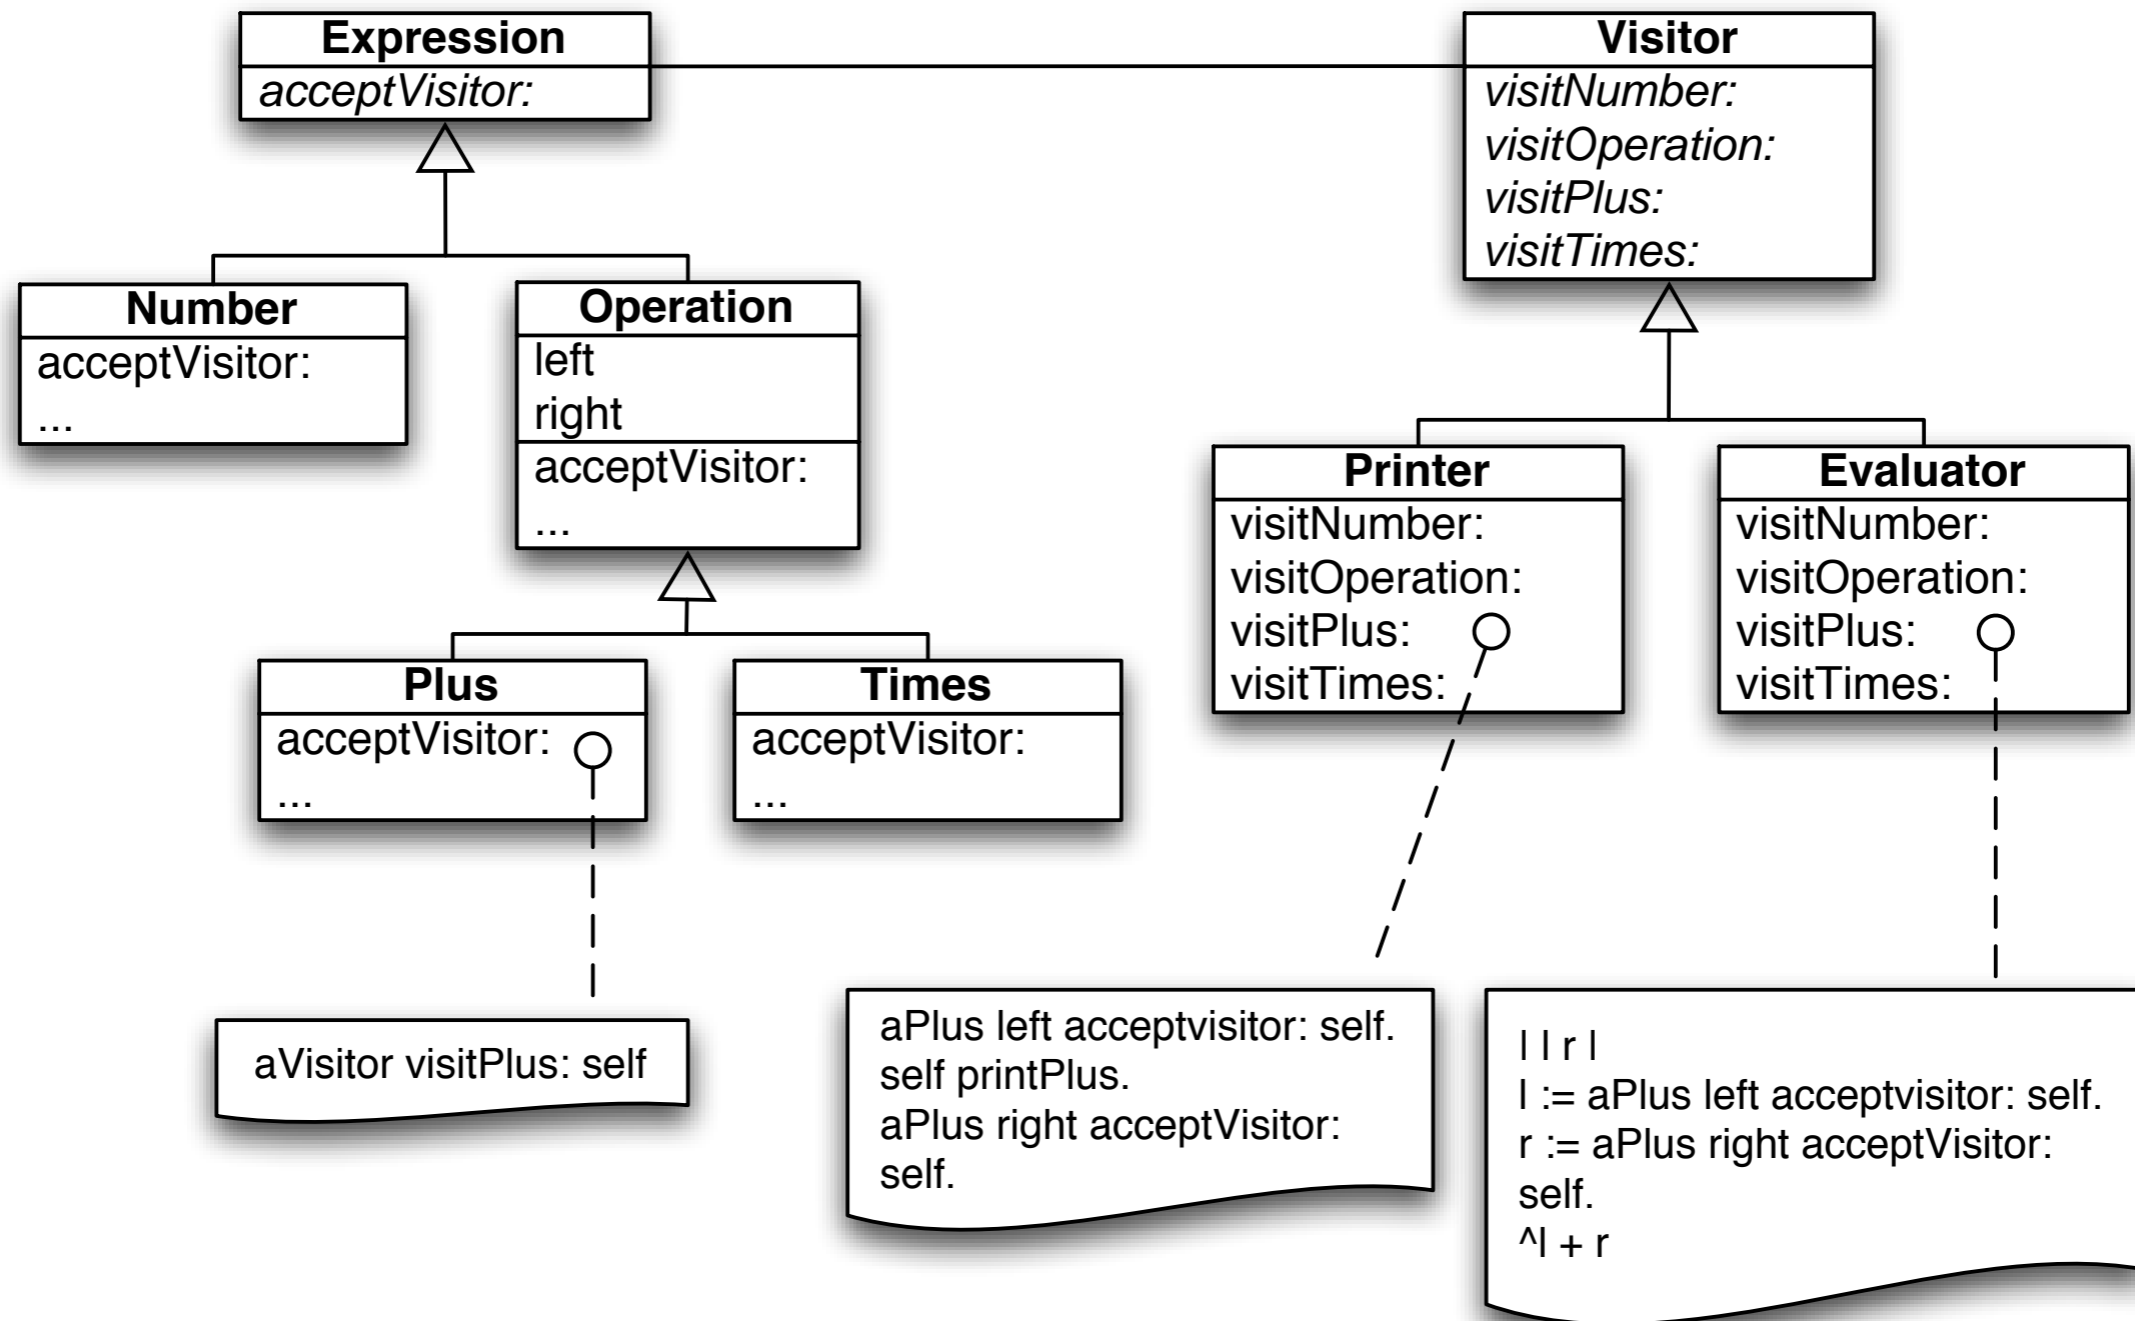 Expression
acceptVisitor:
Visitor
visitNumber:
visitOperation:
visitPlus:
visitTimes:
Number
acceptVisitor:
...
Operation
left
right
acceptVisitor:
...
Printer
visitNumber:
visitOperation:
visitPlus:
visitTimes:
Evaluator
visitNumber:
visitOperation:
visitPlus:
visitTimes:
Plus
acceptVisitor:
...
Times
acceptVisitor:
...
aVisitor visitPlus: self
aPlus left acceptvisitor: self.
self printPlus.
aPlus right acceptVisitor:
self.
| l r |
l := aPlus left acceptvisitor: self.
r := aPlus right acceptVisitor:
self.
^l + r